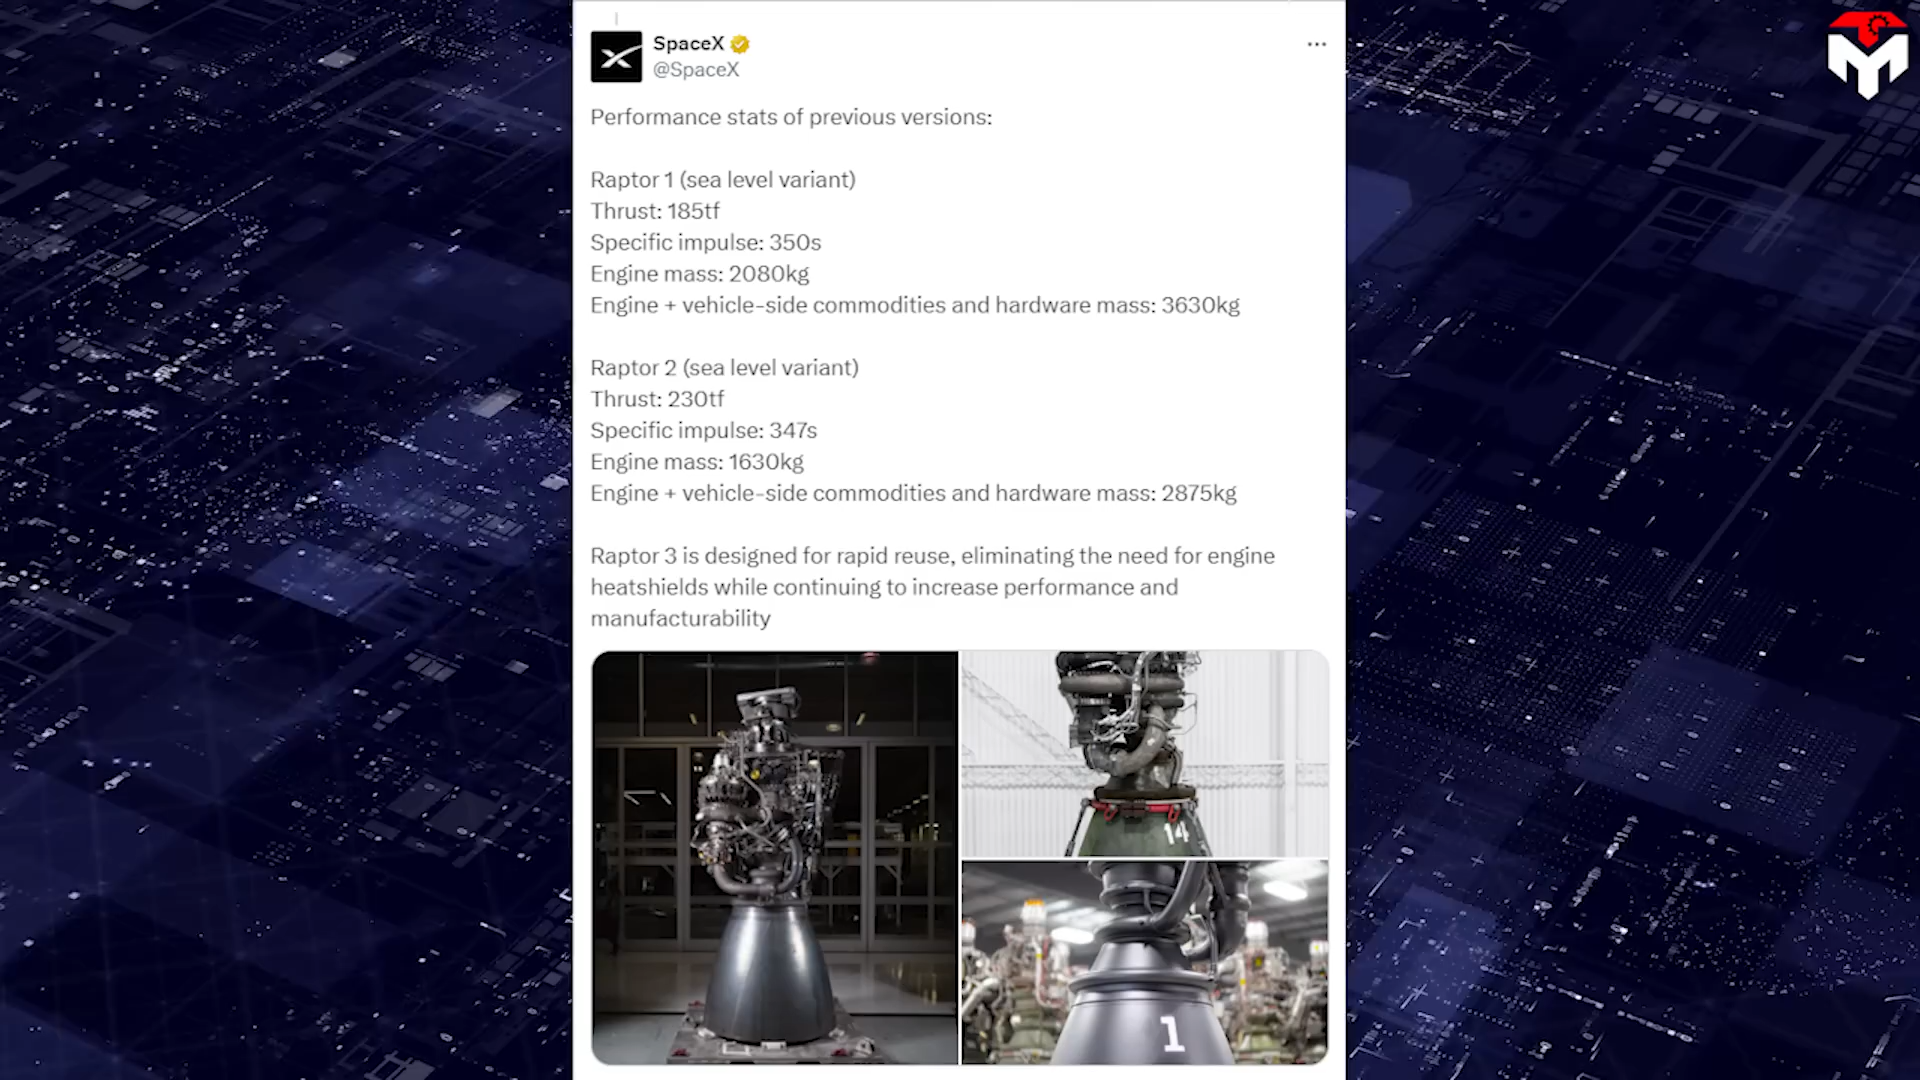 SpaceX
@SpaceX
Performance stats of previous versions:
Raptor 1 (sea level variant)
Thrust: 185tf
Specific impulse: 350s
Engine mass: 2080kg
Engine + vehicle-side commodities and hardware mass: 3630kg
Raptor 2 (sea level variant)
Thrust: 230tf
Specific impulse: 347s
Engine mass: 1630kg
Engine + vehicle-side commodities and hardware mass: 2875kg
Raptor 3 is designed for rapid reuse, eliminating the need for engine
heatshields while continuing to increase performance and
manufacturability
14
1